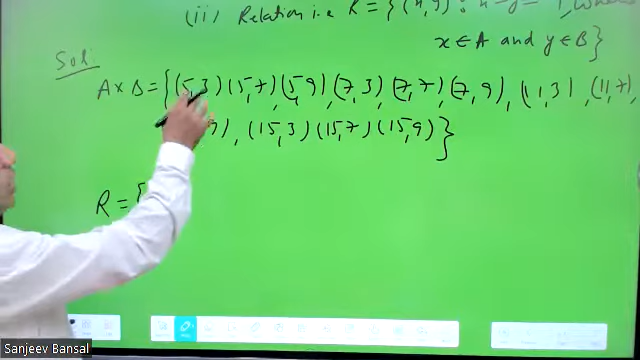 (ii) Relation i.e R = {(x, y) : x - y = 1, where
x ∈ A and y ∈ B}
Sol:
A × B = {(5, 3) (5, 7) (5, 9), (7, 3), (7, 7), (7, 9), (11, 3), (11, 7),
9), (15, 3) (15, 7) (15, 9)}
R = {
Sanjeev Bansal